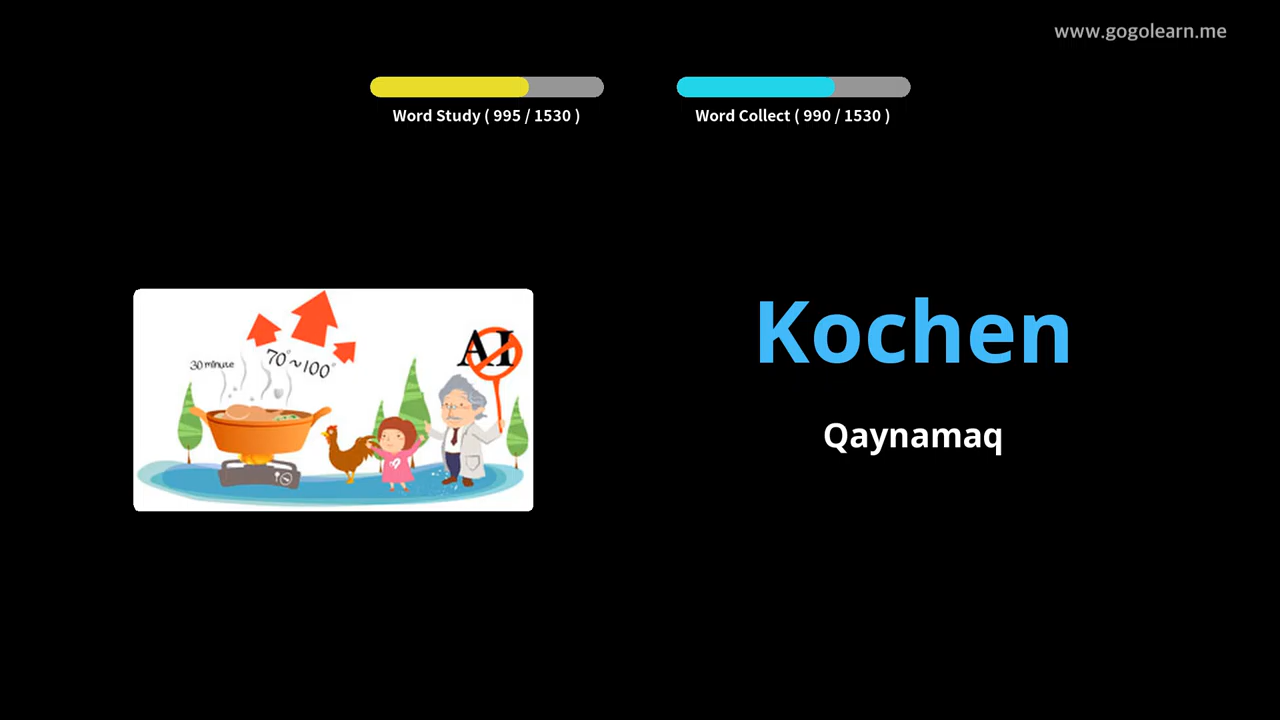 www.gogolearn.me
Word Study ( 995 / 1530 )
Word Collect ( 990 / 1530 )
30 minute
70°~100°
AI
Kochen
Qaynamaq